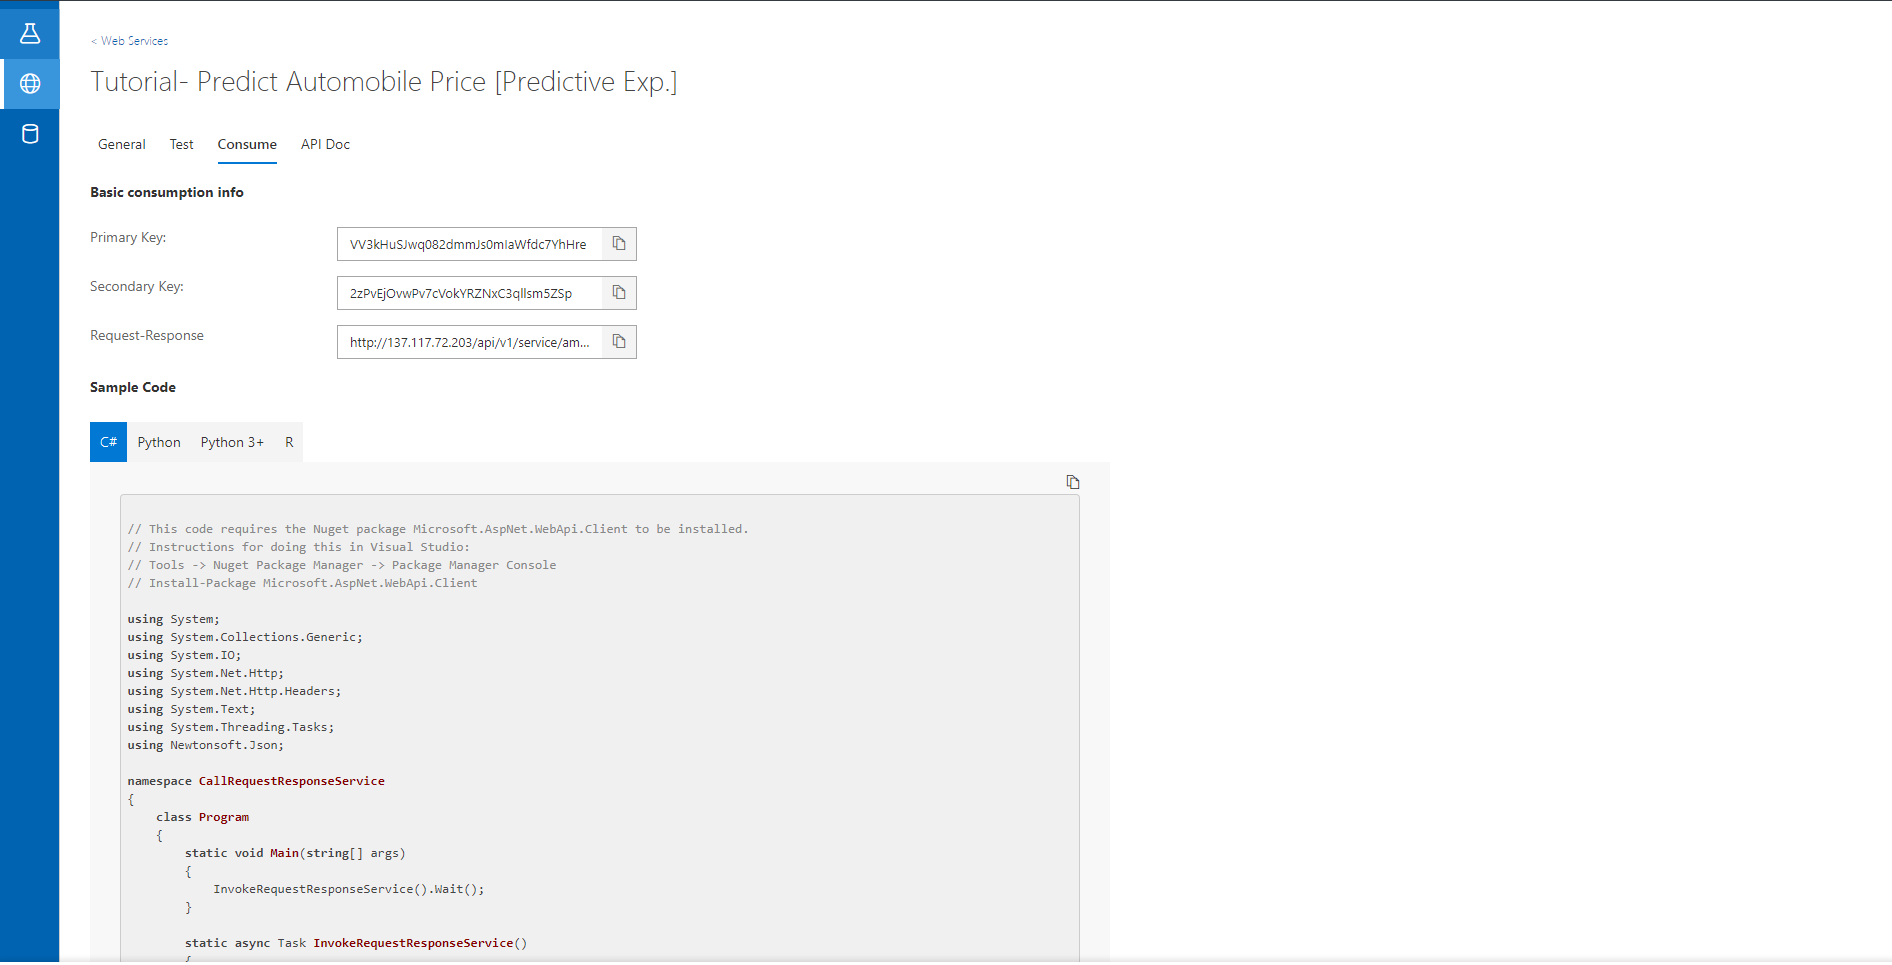 < Web Services
Tutorial- Predict Automobile Price [Predictive Exp.]
General Test Consume API Doc
Basic consumption info
Primary Key: VV3kHuSJwq082dmmJs0mIaWfdc7YhHre
Secondary Key: 2zPvEjOvwPv7cVokYRZNxC3qllsm5ZSp
Request-Response http://137.117.72.203/api/v1/service/am...
Sample Code
C# Python Python 3+ R
// This code requires the Nuget package Microsoft.AspNet.WebApi.Client to be installed.
// Instructions for doing this in Visual Studio:
// Tools -> Nuget Package Manager -> Package Manager Console
// Install-Package Microsoft.AspNet.WebApi.Client
using System;
using System.Collections.Generic;
using System.IO;
using System.Net.Http;
using System.Net.Http.Headers;
using System.Text;
using System.Threading.Tasks;
using Newtonsoft.Json;
namespace CallRequestResponseService
{
class Program
{
static void Main(string[] args)
{
InvokeRequestResponseService().Wait();
}
static async Task InvokeRequestResponseService()
{